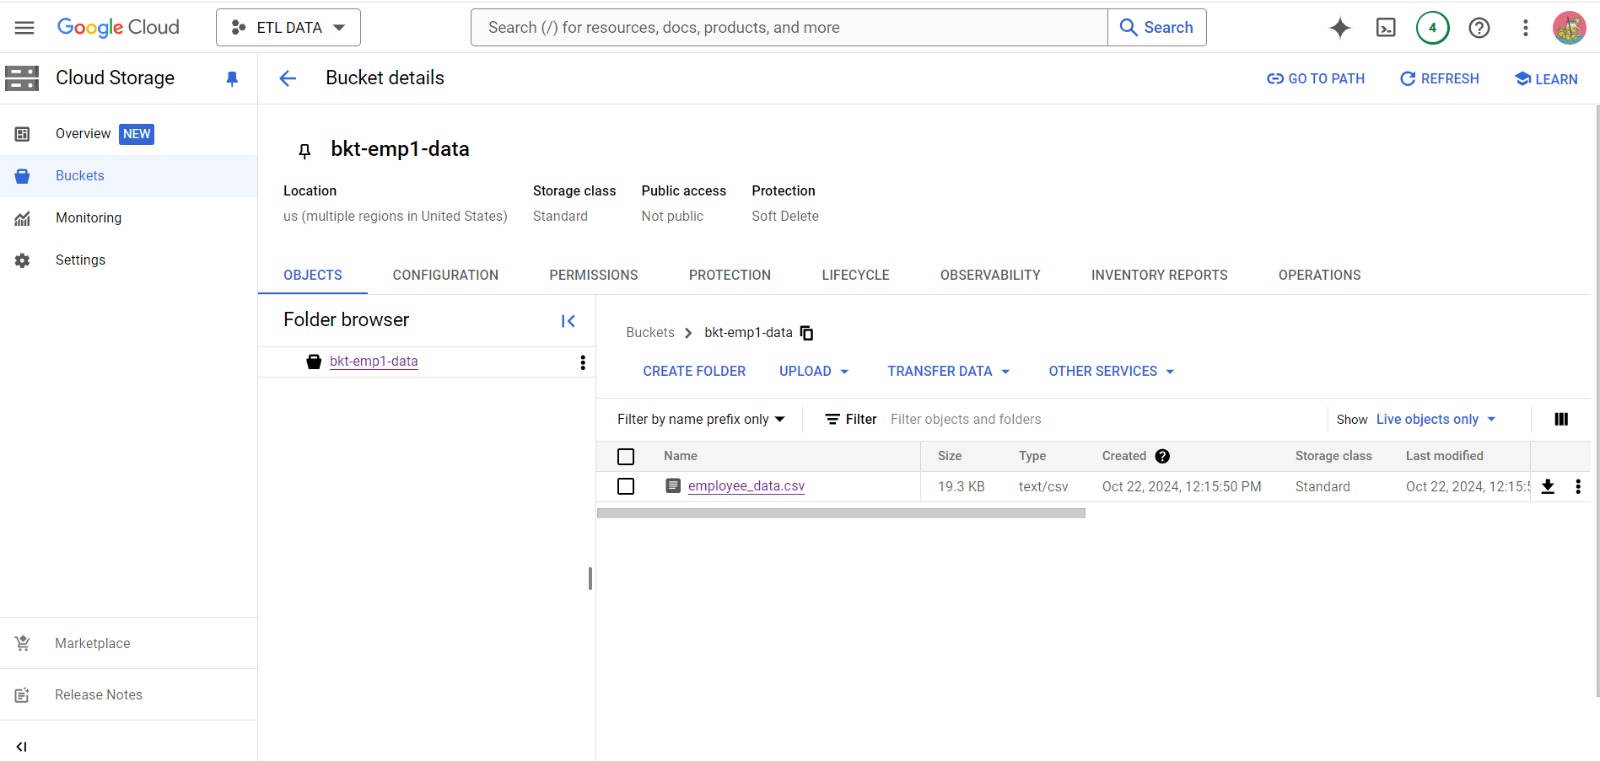 Google Cloud
ETL DATA
Search (/) for resources, docs, products, and more
Search
4
Cloud Storage
Bucket details
GO TO PATH
REFRESH
LEARN
Overview NEW
Buckets
Monitoring
Settings
Marketplace
Release Notes
bkt-emp1-data
Location Storage class Public access Protection
us (multiple regions in United States) Standard Not public Soft Delete
OBJECTS CONFIGURATION PERMISSIONS PROTECTION LIFECYCLE OBSERVABILITY INVENTORY REPORTS OPERATIONS
Folder browser
bkt-emp1-data
Buckets > bkt-emp1-data
CREATE FOLDER UPLOAD TRANSFER DATA OTHER SERVICES
Filter by name prefix only Filter Filter objects and folders Show Live objects only
Name Size Type Created Storage class Last modified
employee_data.csv 19.3 KB text/csv Oct 22, 2024, 12:15:50 PM Standard Oct 22, 2024, 12:15:5